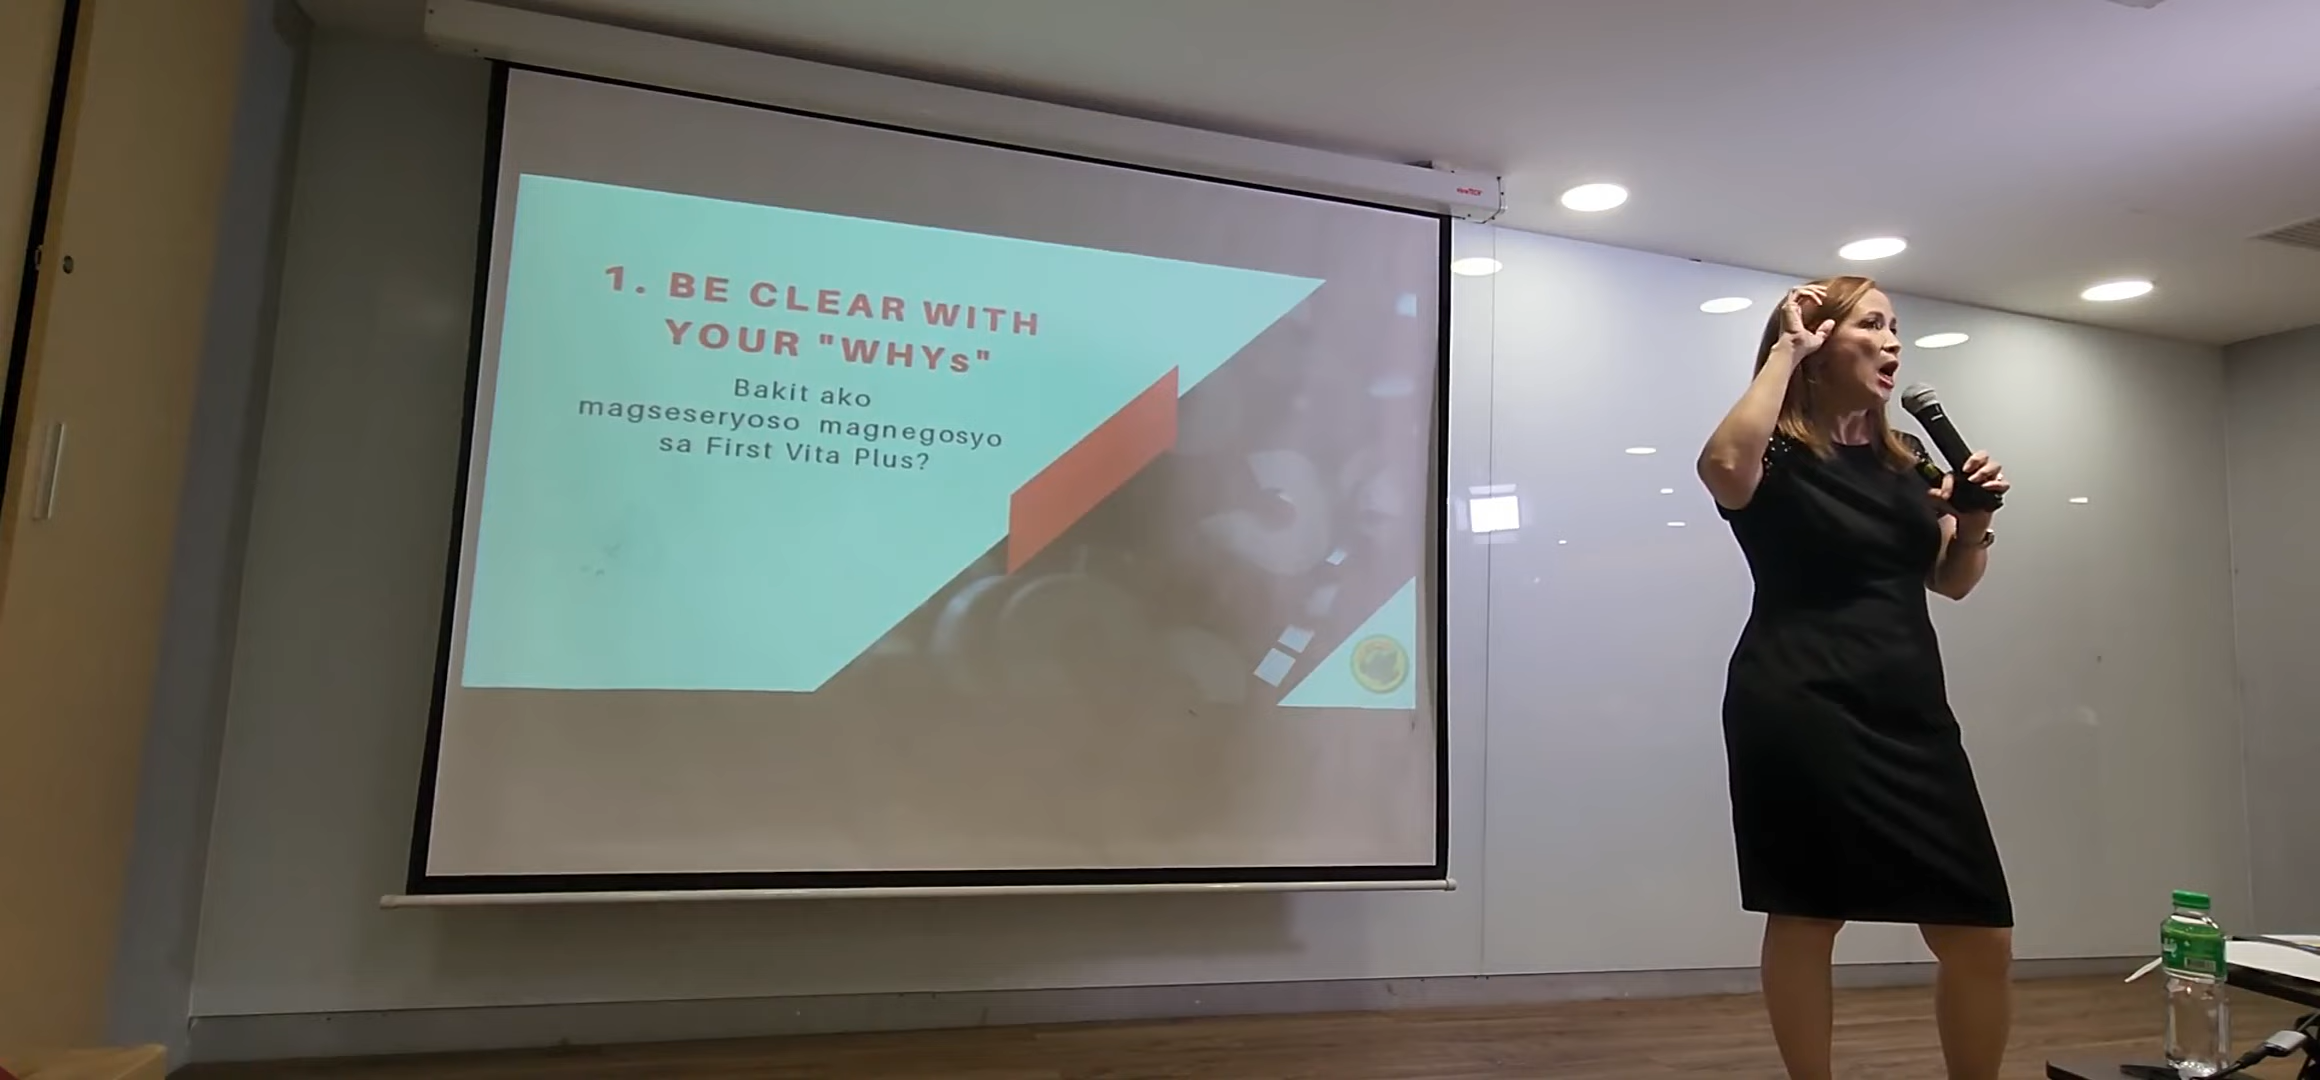 1. BE CLEAR WITH
YOUR "WHYs"
Bakit ako
magseseryoso magnegosyo
sa First Vita Plus?